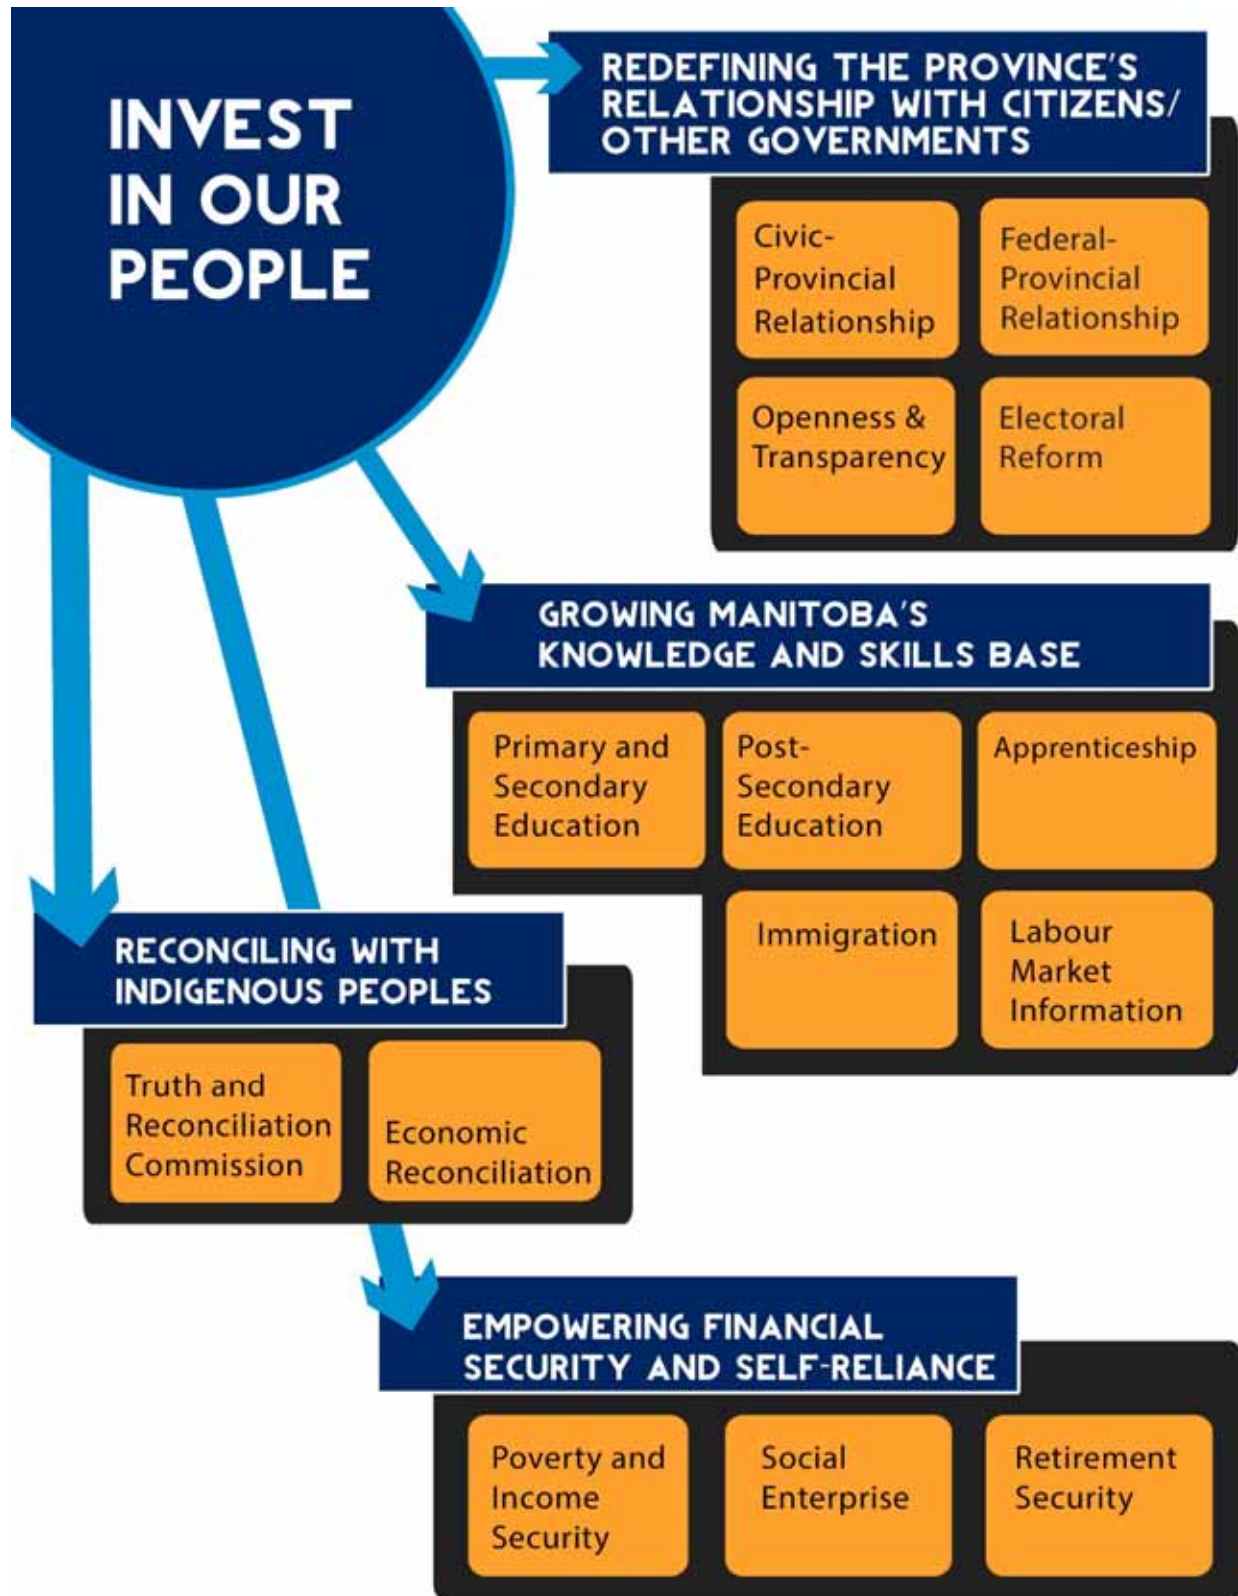 INVEST
IN OUR
PEOPLE
REDEFINING THE PROVINCE'S
RELATIONSHIP WITH CITIZENS/
OTHER GOVERNMENTS
Civic-
Provincial
Relationship
Federal-
Provincial
Relationship
Openness &
Transparency
Electoral
Reform
GROWING MANITOBA'S
KNOWLEDGE AND SKILLS BASE
Primary and
Secondary
Education
Post-
Secondary
Education
Apprenticeship
Immigration
Labour
Market
Information
RECONCILING WITH
INDIGENOUS PEOPLES
Truth and
Reconciliation
Commission
Economic
Reconciliation
EMPOWERING FINANCIAL
SECURITY AND SELF-RELIANCE
Poverty and
Income
Security
Social
Enterprise
Retirement
Security